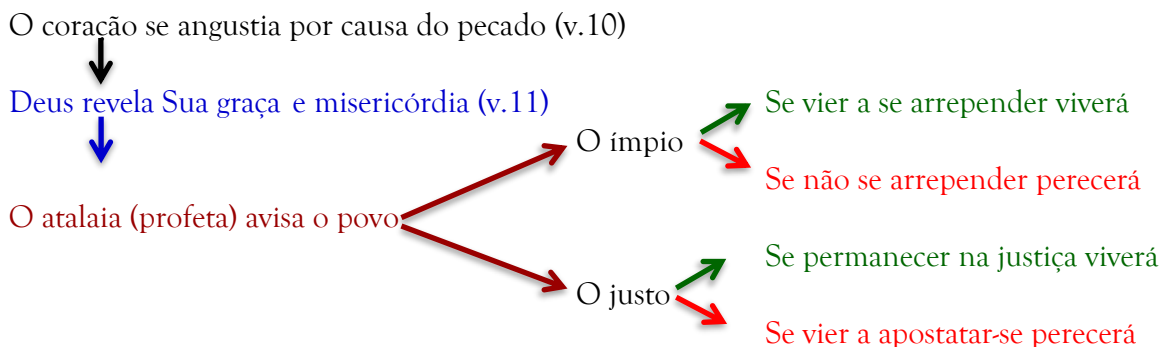 O coração se angustia por causa do pecado (v.10)
Deus revela Sua graça e misericórdia (v.11)
O atalaia (profeta) avisa o povo
O ímpio
Se vier a se arrepender viverá
Se não se arrepender perecerá
O justo
Se permanecer na justiça viverá
Se vier a apostatar-se perecerá